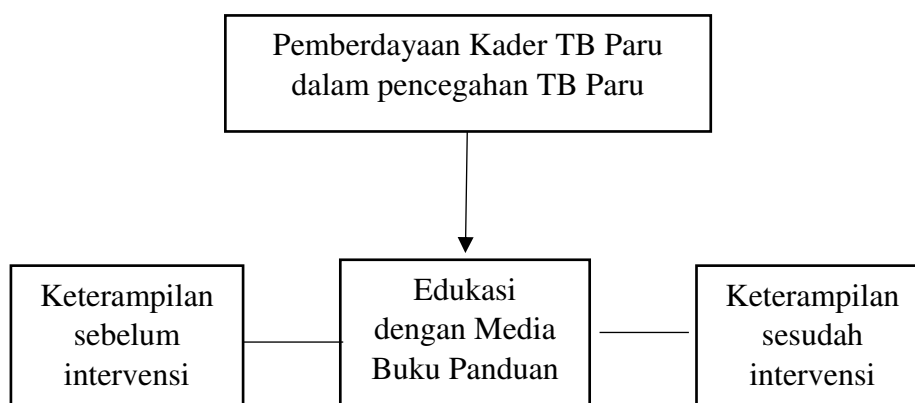 Pemberdayaan Kader TB Paru
dalam pencegahan TB Paru
Keterampilan
sebelum
intervensi
Edukasi
dengan Media
Buku Panduan
Keterampilan
sesudah
intervensi